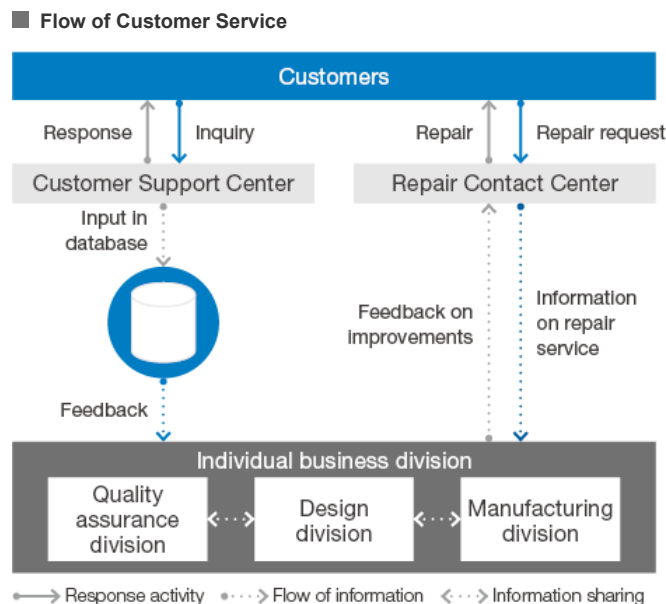 Flow of Customer Service
Customers
Response
Inquiry
Repair
Repair request
Customer Support Center
Repair Contact Center
Input in
database
Feedback on
improvements
Information
on repair
service
Feedback
Individual business division
Quality
assurance
division
Design
division
Manufacturing
division
Response activity
Flow of information
Information sharing